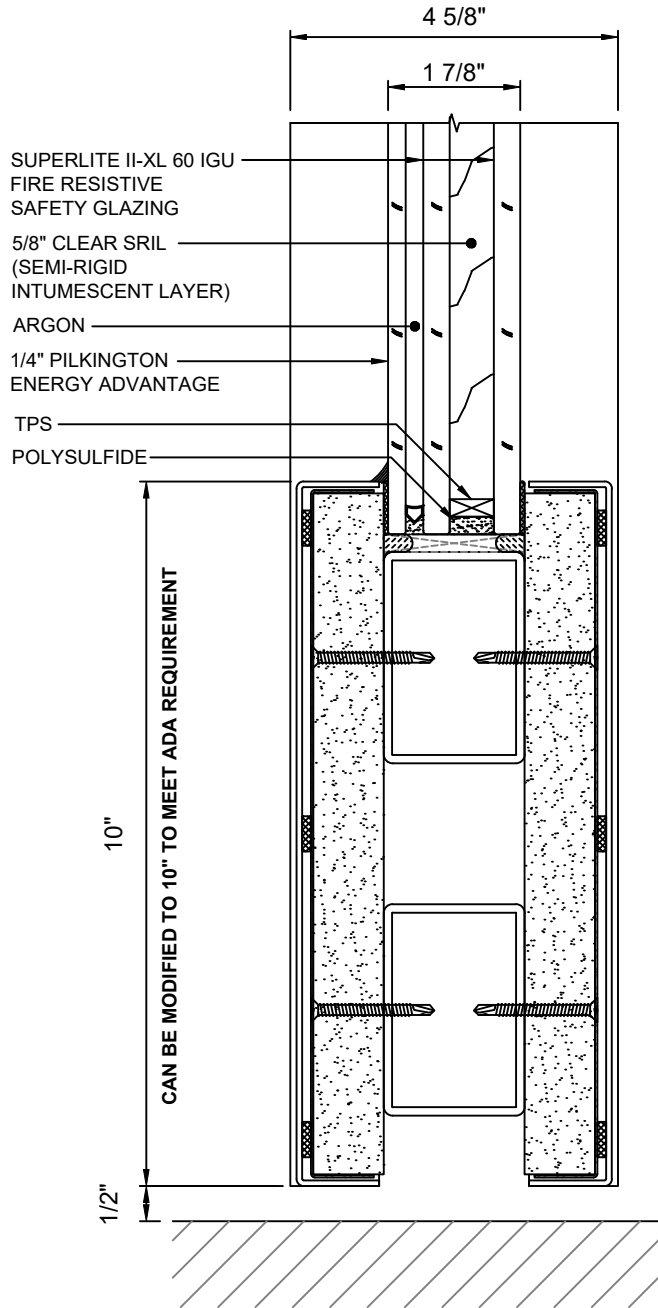 4 5/8"
1 7/8"
SUPERLITE II-XL 60 IGU
FIRE RESISTIVE
SAFETY GLAZING
5/8" CLEAR SRIL
(SEMI-RIGID
INTUMESCENT LAYER)
ARGON
1/4" PILKINGTON
ENERGY ADVANTAGE
TPS
POLYSULFIDE
10"
CAN BE MODIFIED TO 10" TO MEET ADA REQUIREMENT
1/2"